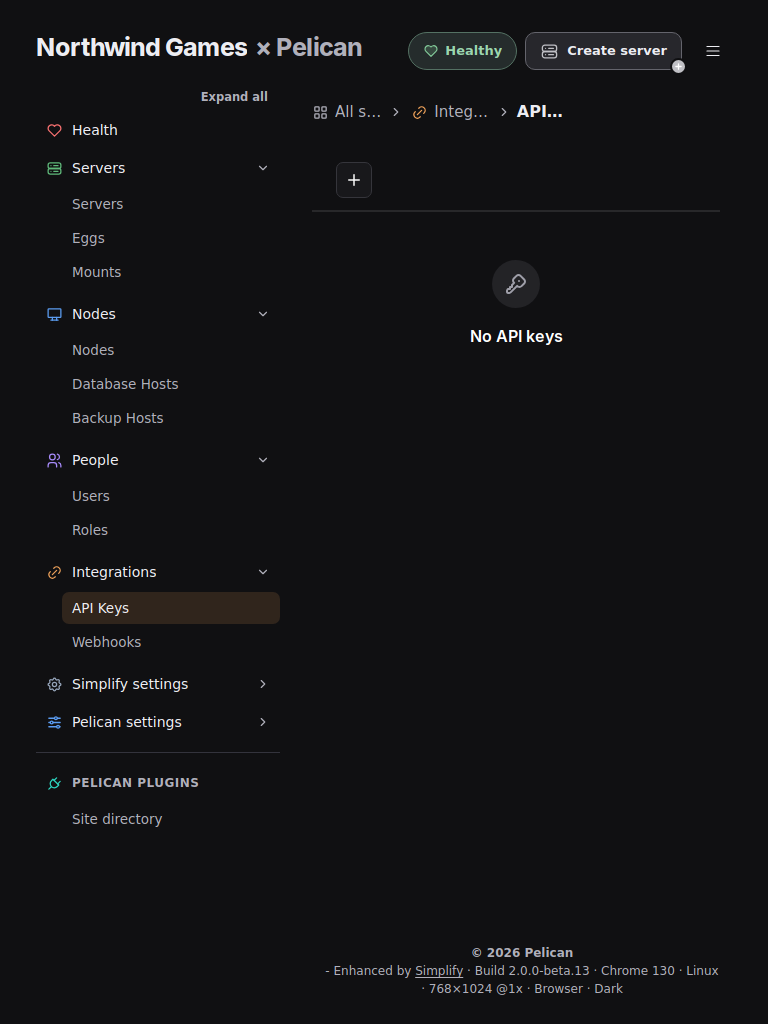 Northwind Games × Pelican
Healthy
Create server
Expand all
Health
Servers
Servers
Eggs
Mounts
Nodes
Nodes
Database Hosts
Backup Hosts
People
Users
Roles
Integrations
API Keys
Webhooks
Simplify settings
Pelican settings
PELICAN PLUGINS
Site directory
All s… › Integ… › API…
No API keys
© 2026 Pelican
- Enhanced by Simplify · Build 2.0.0-beta.13 · Chrome 130 · Linux
· 768×1024 @1x · Browser · Dark